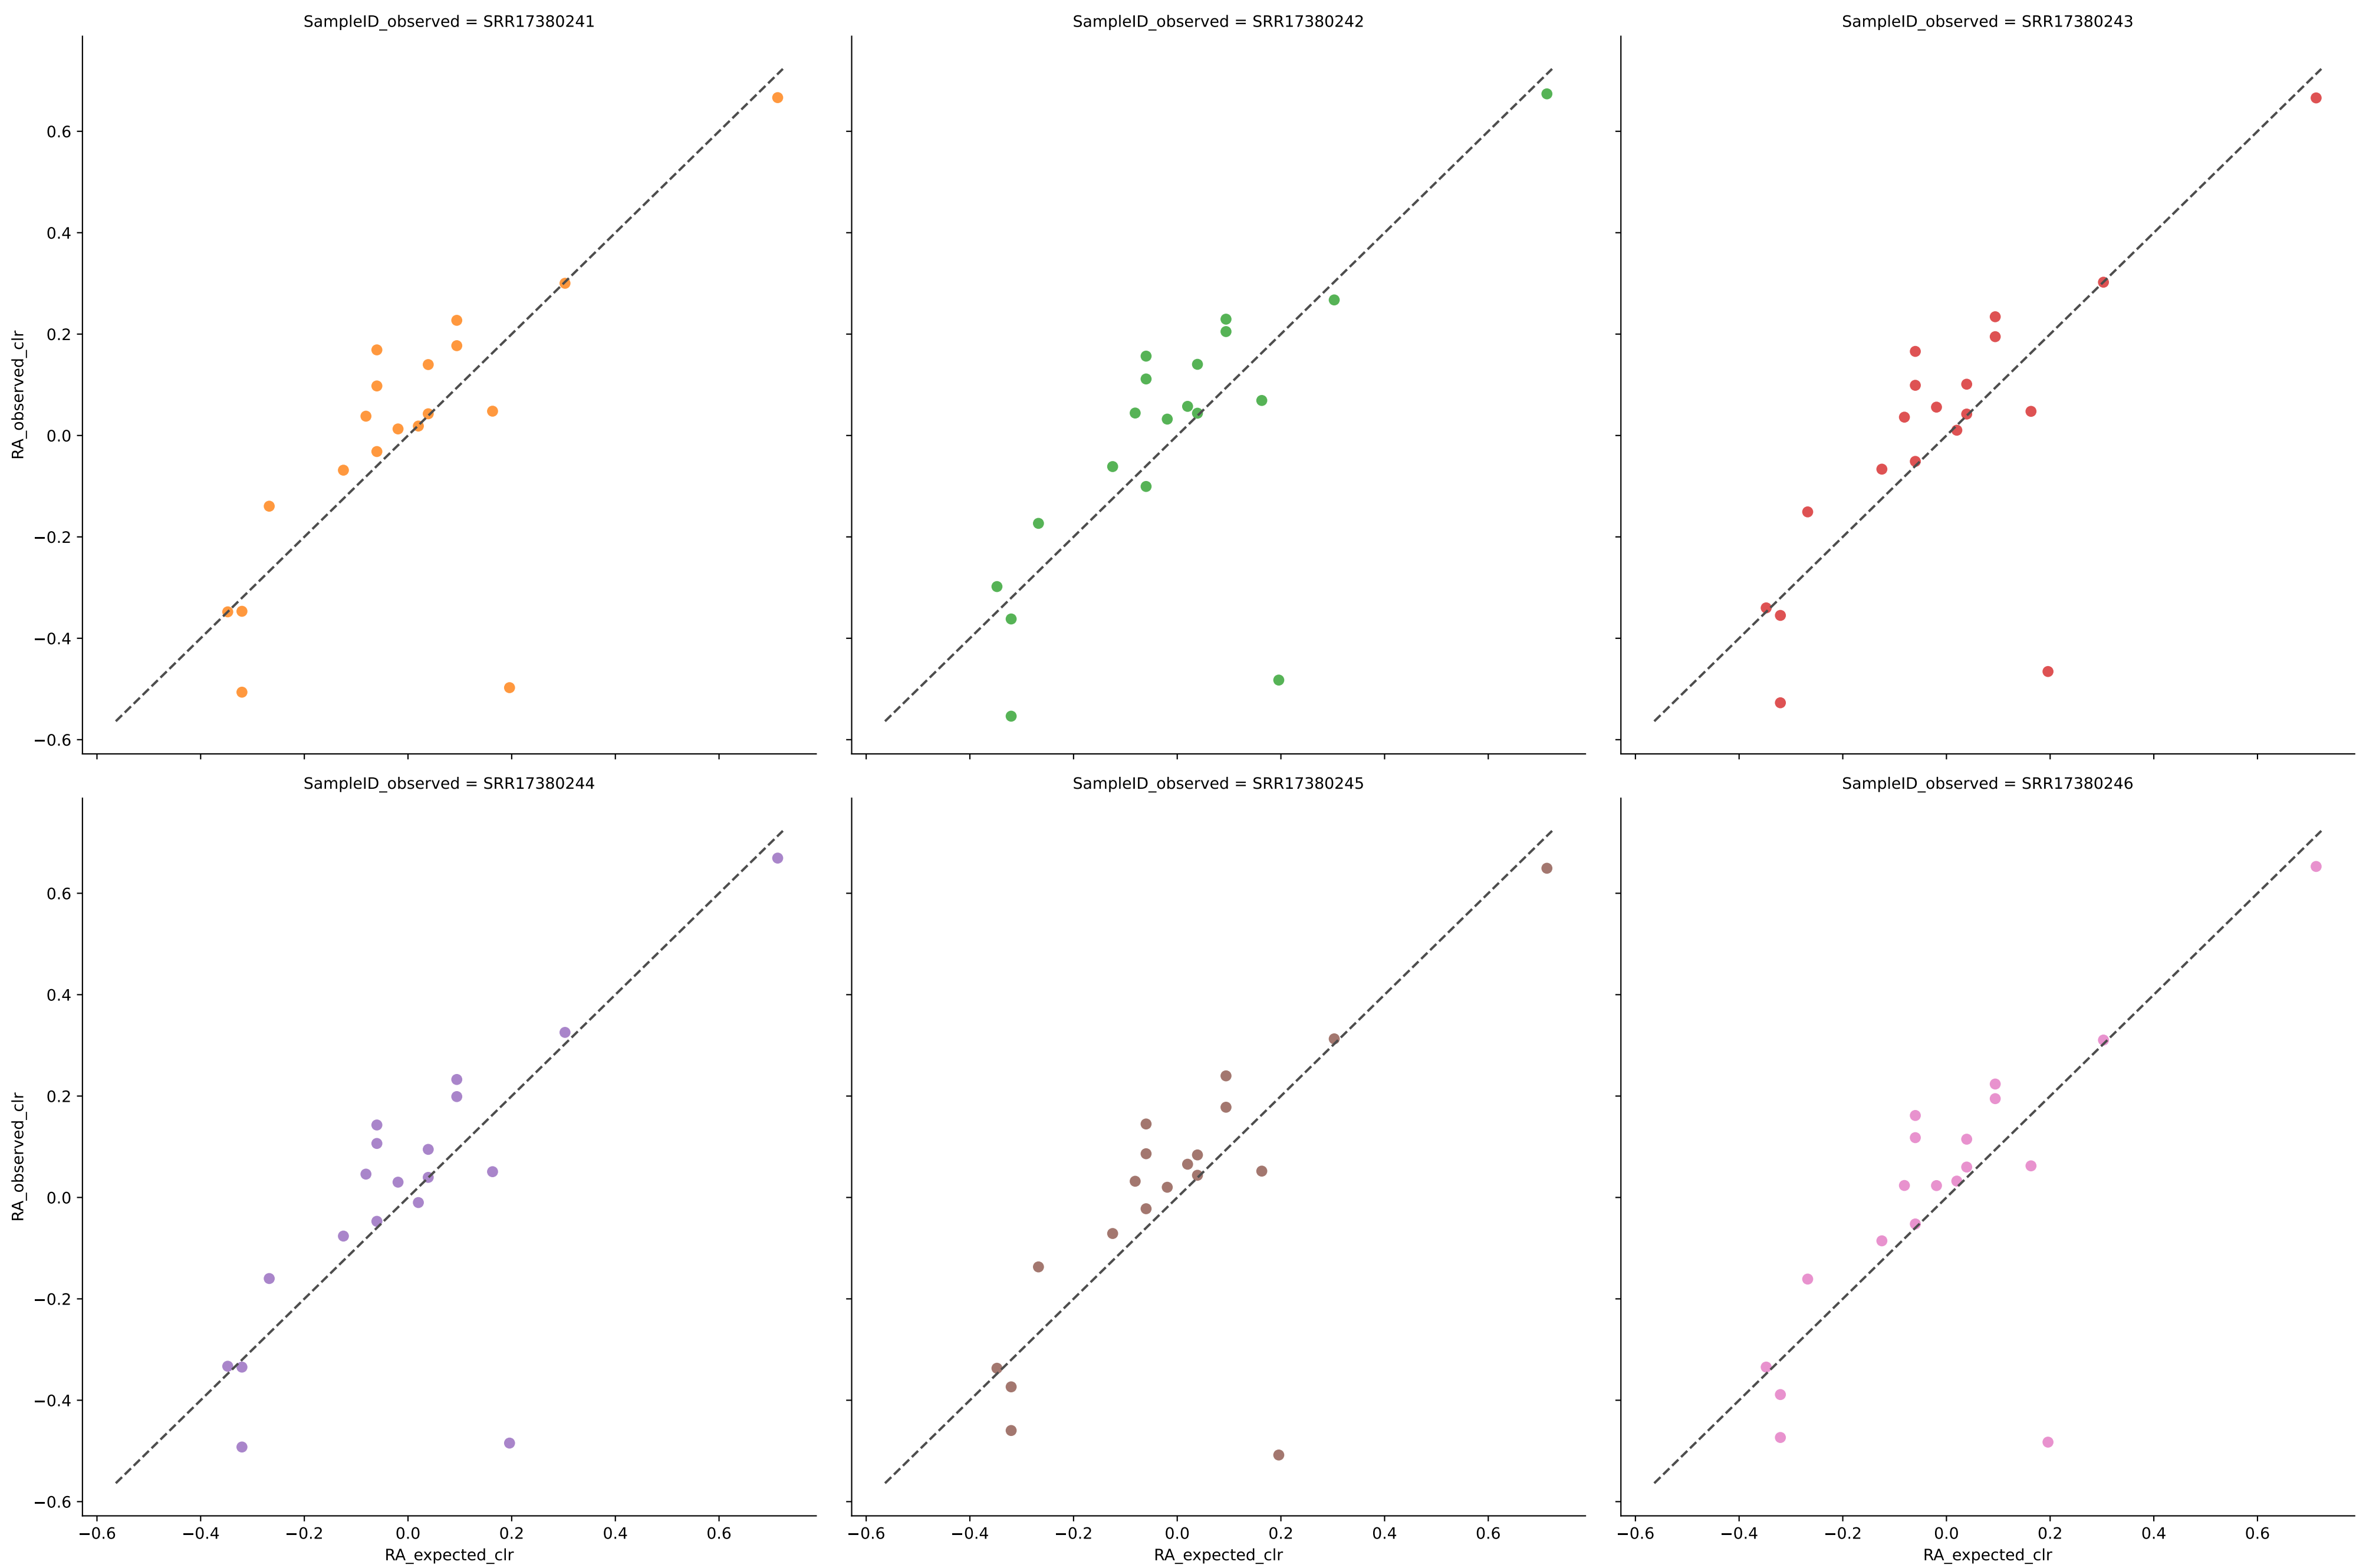 SampleID_observed = SRR17380241
SampleID_observed = SRR17380242
SampleID_observed = SRR17380243
RA_observed_clr
0.6
0.4
0.2
0.0
−0.2
−0.4
−0.6
SampleID_observed = SRR17380244
SampleID_observed = SRR17380245
SampleID_observed = SRR17380246
RA_observed_clr
0.6
0.4
0.2
0.0
−0.2
−0.4
−0.6
−0.6 −0.4 −0.2 0.0 0.2 0.4 0.6
−0.6 −0.4 −0.2 0.0 0.2 0.4 0.6
−0.6 −0.4 −0.2 0.0 0.2 0.4 0.6
RA_expected_clr
RA_expected_clr
RA_expected_clr